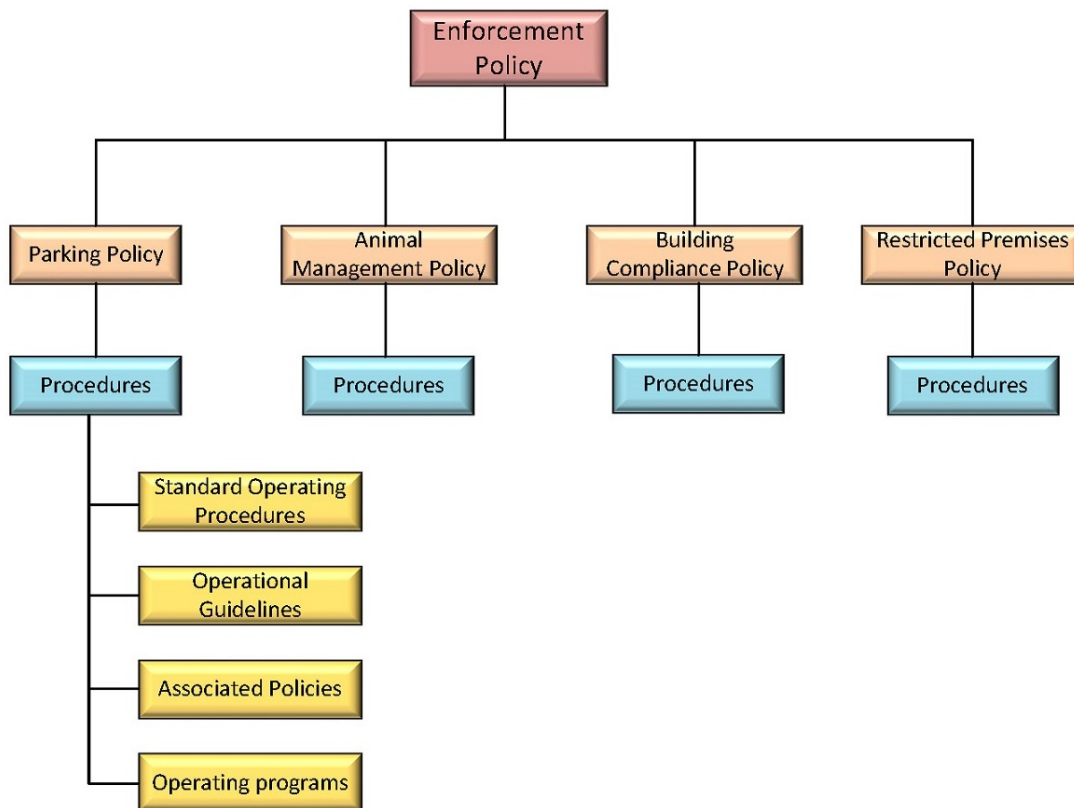 Enforcement
Policy
Parking Policy
Animal
Management Policy
Building
Compliance Policy
Restricted Premises
Policy
Procedures
Procedures
Procedures
Procedures
Standard Operating
Procedures
Operational
Guidelines
Associated Policies
Operating programs